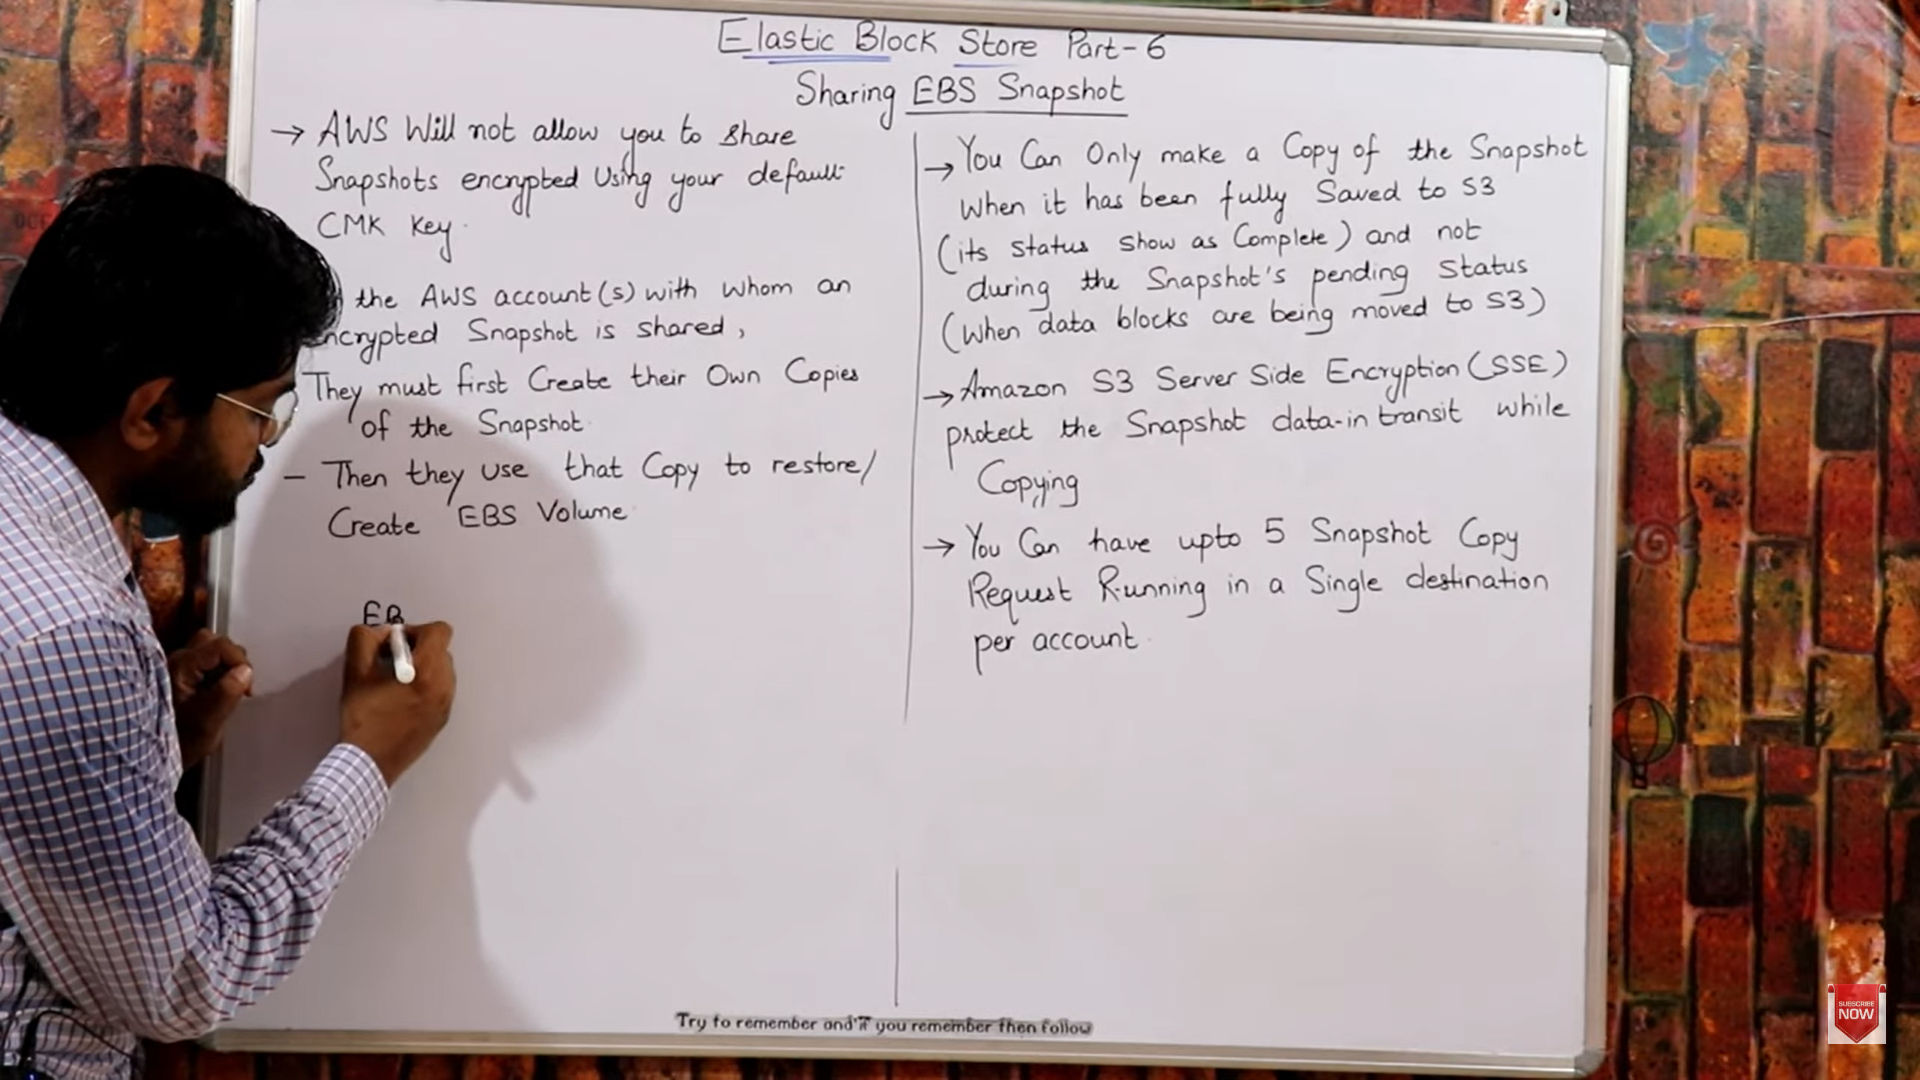 Elastic Block Store Part-6
Sharing EBS Snapshot
→ AWS Will not allow you to share
Snapshots encrypted Using your default
CMK Key.
the AWS account(s) with whom an
ncrypted Snapshot is shared,
They must first Create their Own Copies
of the Snapshot.
- Then they use that Copy to restore/
Create EBS Volume
EB
→ You Can Only make a Copy of the Snapshot
When it has been fully Saved to S3
(its status show as Complete) and not
during the Snapshot's pending Status
(When data blocks are being moved to S3)
→ Amazon S3 Server Side Encryption (SSE)
protect the Snapshot data-in transit while
Copying
→ You Can have upto 5 Snapshot Copy
Request Running in a Single destination
per account.
Try to remember and if you remember then follow
SUBSCRIBE
NOW